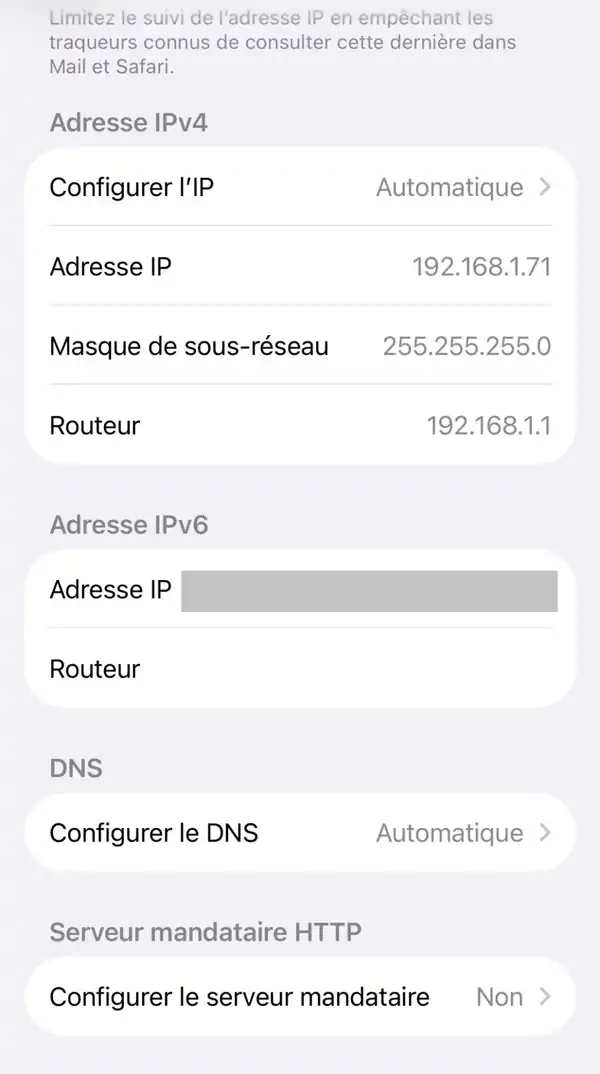 Limitez le suivi de l'adresse IP en empêchant les
traqueurs connus de consulter cette dernière dans
Mail et Safari.
Adresse IPv4
Configurer l’IP Automatique
Adresse IP 192.168.1.71
Masque de sous-réseau 255.255.255.0
Routeur 192.168.1.1
Adresse IPv6
Adresse IP
Routeur
DNS
Configurer le DNS Automatique
Serveur mandataire HTTP
Configurer le serveur mandataire Non